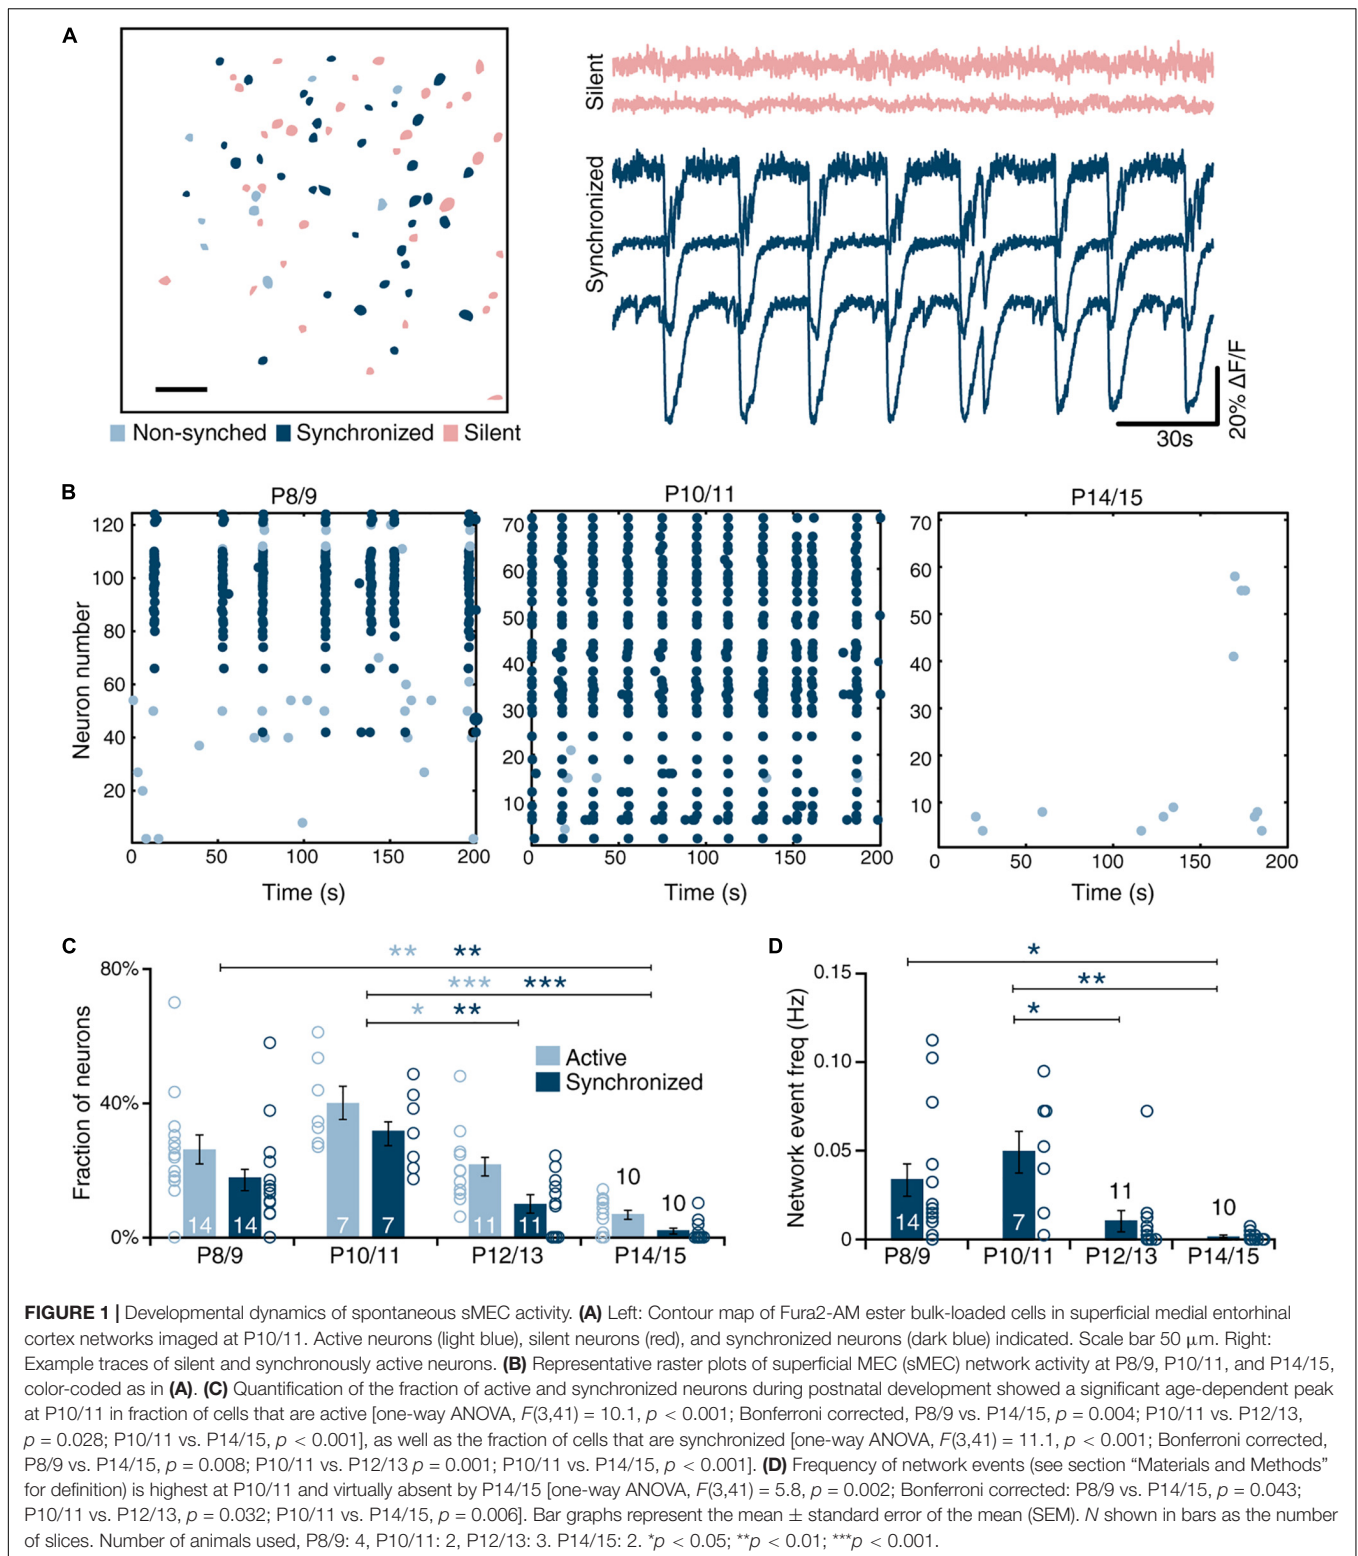 A
Silent
Synchronized
20% ΔF/F
30s
Non-synched Synchronized Silent
B
P8/9 P10/11 P14/15
Neuron number
120
100
80
60
40
20
0 50 100 150 200
Time (s)
70
60
50
40
30
20
10
0 50 100 150 200
Time (s)
70
60
50
40
30
20
10
0 50 100 150 200
Time (s)
C
** **
*** ***
* **
80%
40%
0%
Fraction of neurons
Active
Synchronized
14 14 7 7 11 11 10 10
P8/9 P10/11 P12/13 P14/15
D
*
**
*
0.15
0.10
0.05
0
Network event freq (Hz)
14 7 11 10
P8/9 P10/11 P12/13 P14/15
FIGURE 1 | Developmental dynamics of spontaneous sMEC activity. (A) Left: Contour map of Fura2-AM ester bulk-loaded cells in superficial medial entorhinal
cortex networks imaged at P10/11. Active neurons (light blue), silent neurons (red), and synchronized neurons (dark blue) indicated. Scale bar 50 μm. Right:
Example traces of silent and synchronously active neurons. (B) Representative raster plots of superficial MEC (sMEC) network activity at P8/9, P10/11, and P14/15,
color-coded as in (A). (C) Quantification of the fraction of active and synchronized neurons during postnatal development showed a significant age-dependent peak
at P10/11 in fraction of cells that are active [one-way ANOVA, F(3,41) = 10.1, p < 0.001; Bonferroni corrected, P8/9 vs. P14/15, p = 0.004; P10/11 vs. P12/13,
p = 0.028; P10/11 vs. P14/15, p < 0.001], as well as the fraction of cells that are synchronized [one-way ANOVA, F(3,41) = 11.1, p < 0.001; Bonferroni corrected,
P8/9 vs. P14/15, p = 0.008; P10/11 vs. P12/13 p = 0.001; P10/11 vs. P14/15, p < 0.001]. (D) Frequency of network events (see section “Materials and Methods”
for definition) is highest at P10/11 and virtually absent by P14/15 [one-way ANOVA, F(3,41) = 5.8, p = 0.002; Bonferroni corrected: P8/9 vs. P14/15, p = 0.043;
P10/11 vs. P12/13, p = 0.032; P10/11 vs. P14/15, p = 0.006]. Bar graphs represent the mean ± standard error of the mean (SEM). N shown in bars as the number
of slices. Number of animals used, P8/9: 4, P10/11: 2, P12/13: 3. P14/15: 2. *p < 0.05; **p < 0.01; ***p < 0.001.